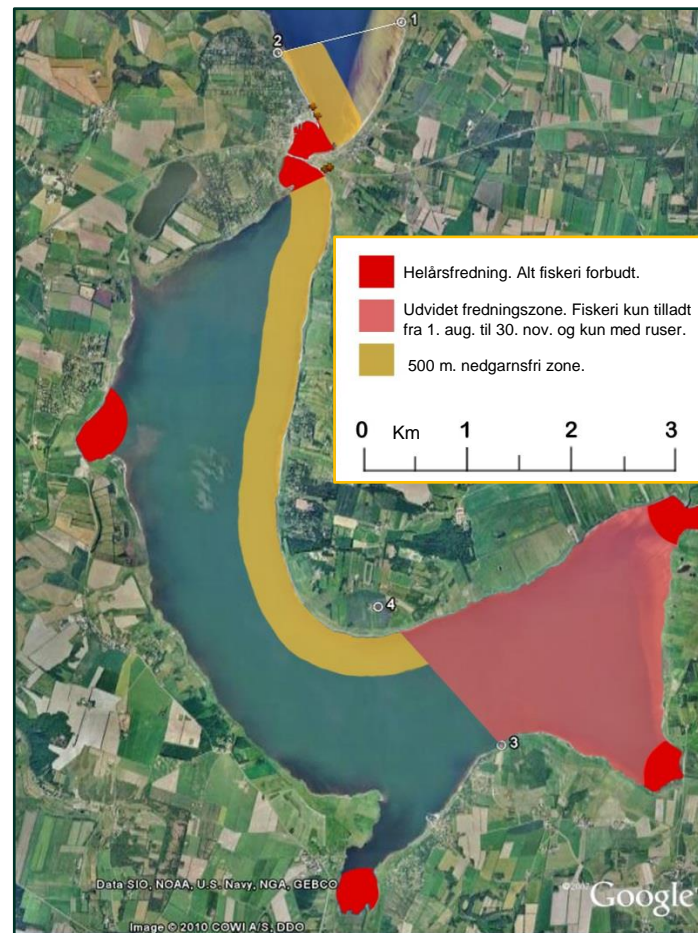 1
2
Helårsfredning. Alt fiskeri forbudt.
Udvidet fredningszone. Fiskeri kun tilladt
fra 1. aug. til 30. nov. og kun med ruser.
500 m. nedgarnsfri zone.
0 Km 1 2 3
4
3
Data SIO, NOAA, U.S. Navy, NGA, GEBCO
Google
Image © 2010 COWI A/S, DDO